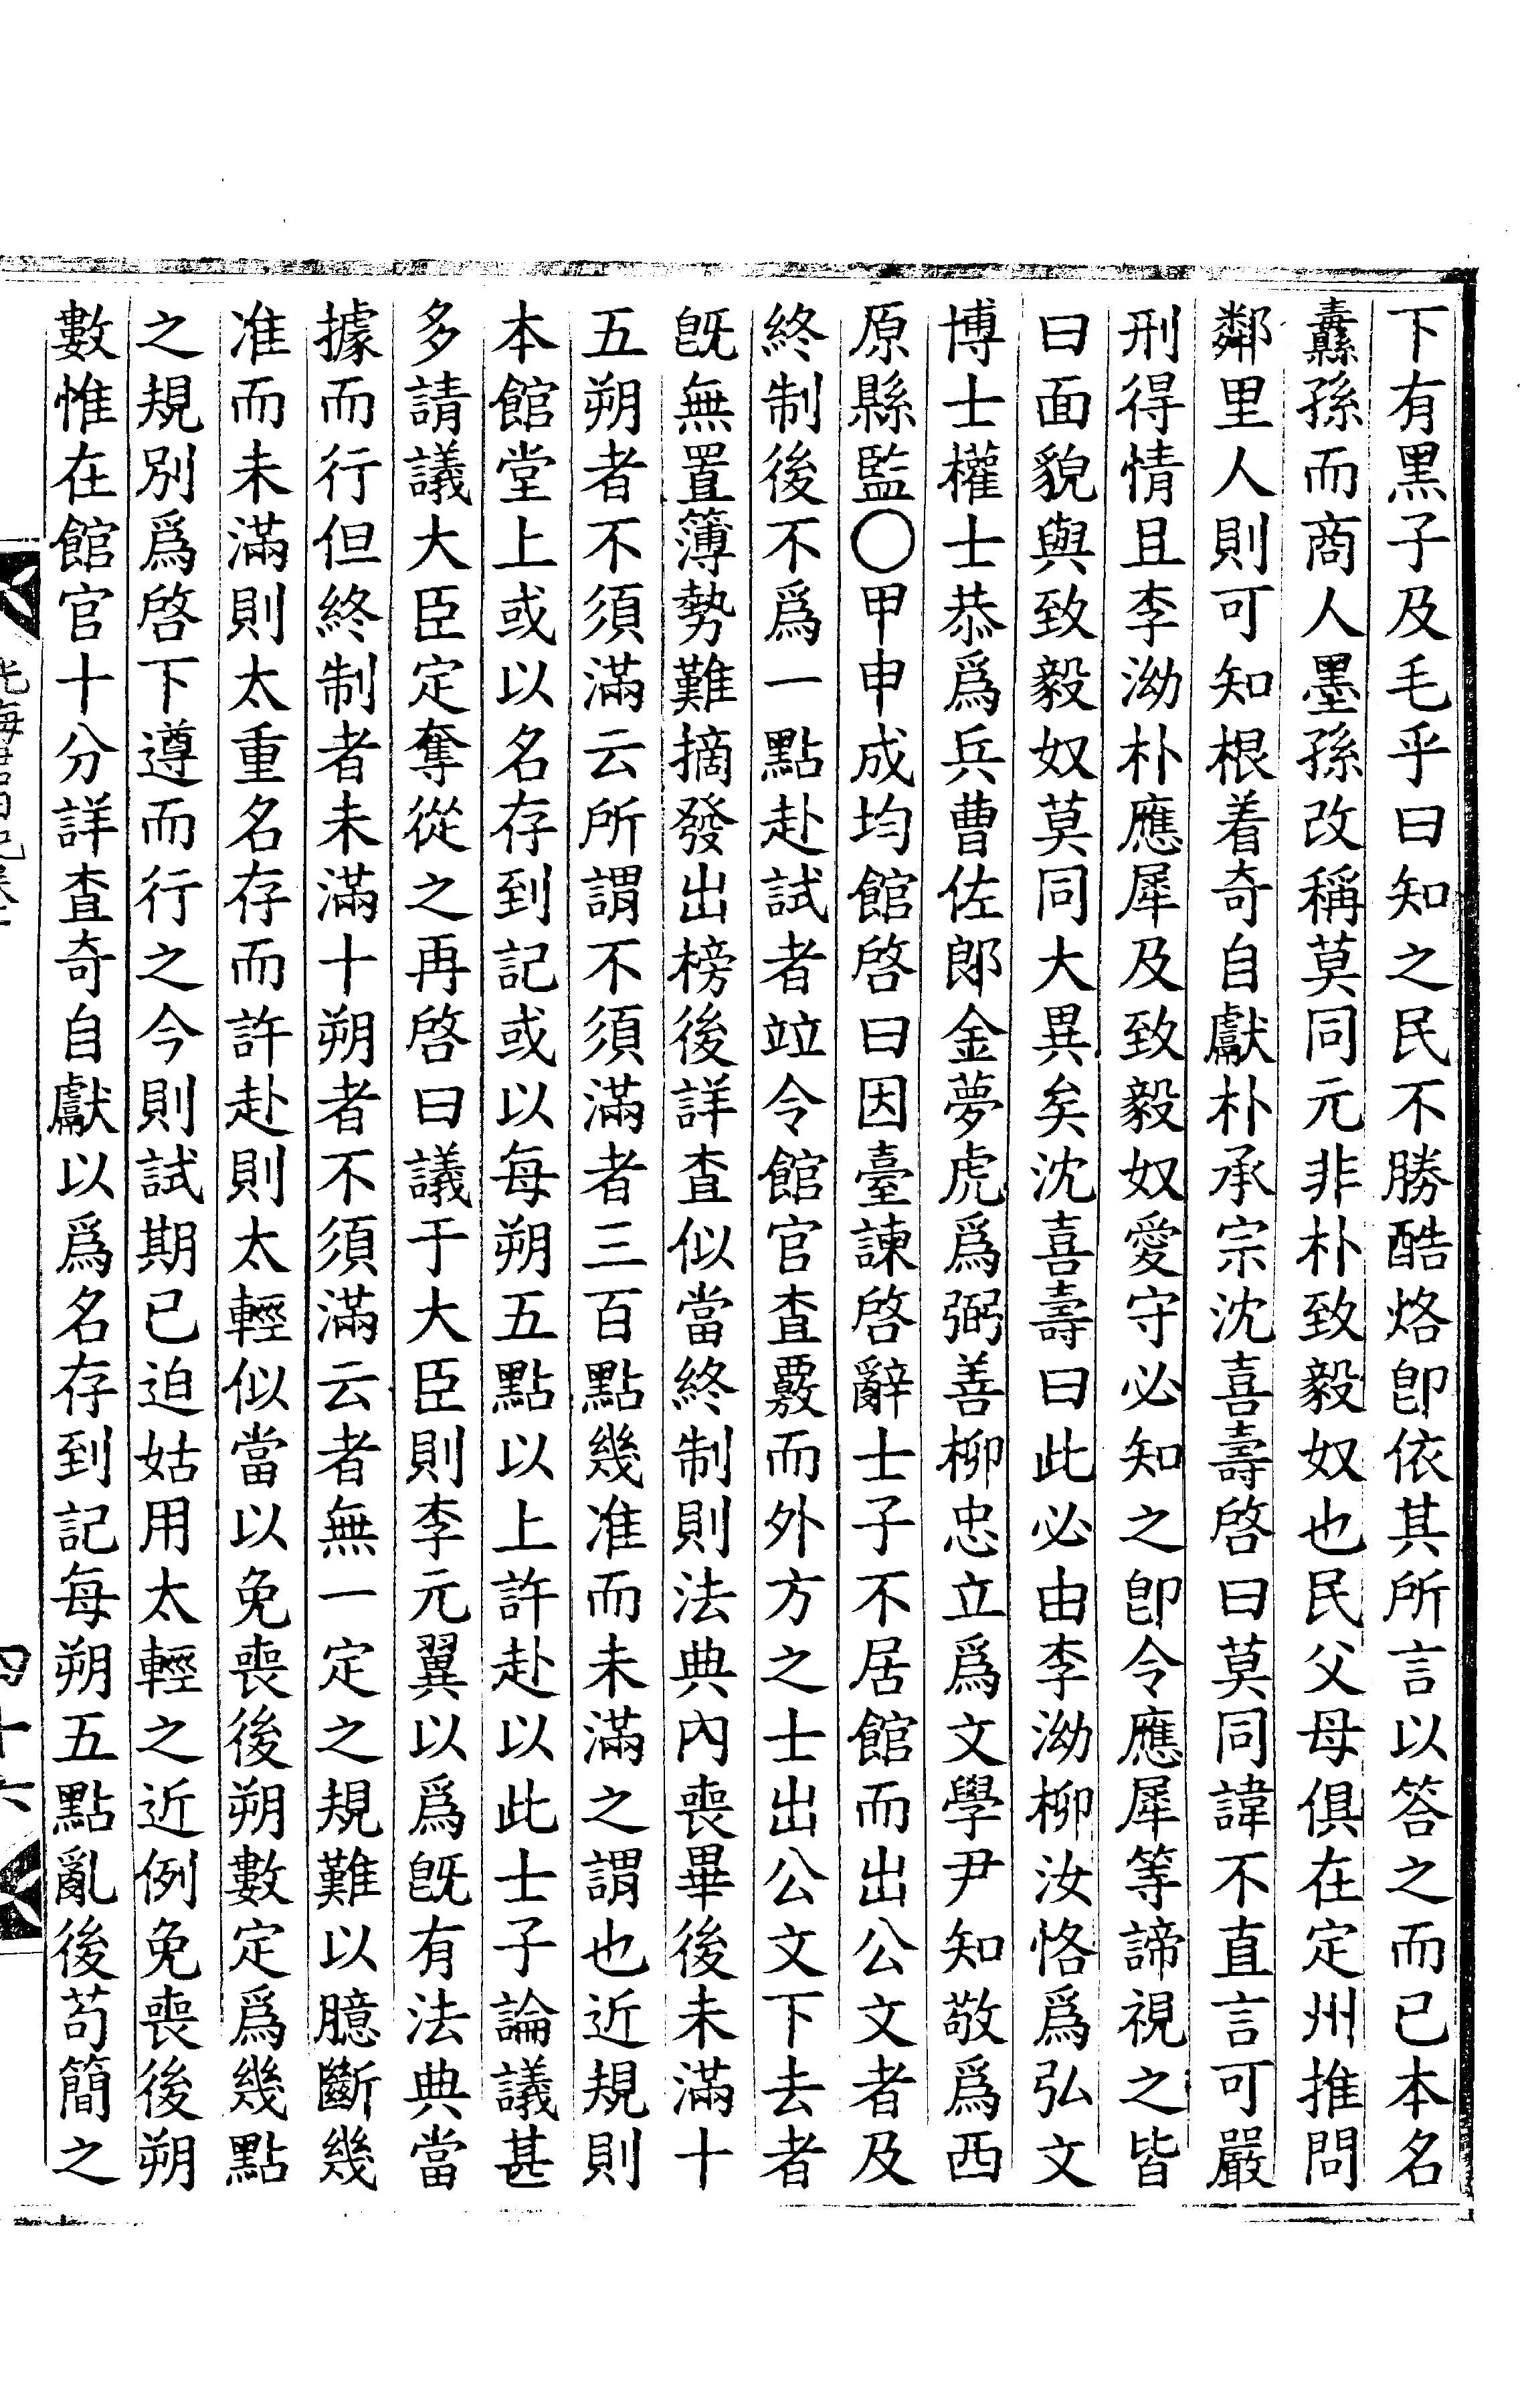 下有黑子及毛乎曰知之民不勝酷烙卽依其所言以答之而已本名
纛孫而商人墨孫改稱莫同元非朴致毅奴也民父母俱在定州推問
鄰里人則可知根着奇自獻朴承宗沈喜壽啓曰莫同諱不直言可嚴
刑得情且李泑朴應犀及致毅奴愛守必知之卽令應犀等諦視之皆
曰面貌與致毅奴莫同大異矣沈喜壽曰此必由李泑柳汝恪爲弘文
博士權士恭爲兵曹佐郞金夢虎爲弼善柳忠立爲文學尹知敬爲西
原縣監〇甲申成均館啓曰因臺諫啓辭士子不居館而出公文者及
終制後不爲一點赴試者竝令館官查覈而外方之士出公文下去者
旣無置簿勢難摘發出榜後詳查似當終制則法典內喪畢後未滿十
五朔者不須滿云所謂不須滿者三百點幾准而未滿之謂也近規則
本館堂上或以名存到記或以每朔五點以上許赴以此士子論議甚
多請議大臣定奪從之再啓曰議于大臣則李元翼以爲旣有法典當
據而行但終制者未滿十朔者不須滿云者無一定之規難以臆斷幾
准而未滿則太重名存而許赴則太輕似當以免喪後朔數定爲幾點
之規別爲啓下遵而行之今則試期已迫姑用太輕之近例免喪後朔
數惟在館官十分詳查奇自獻以爲名存到記每朔五點亂後苟簡之
四十六